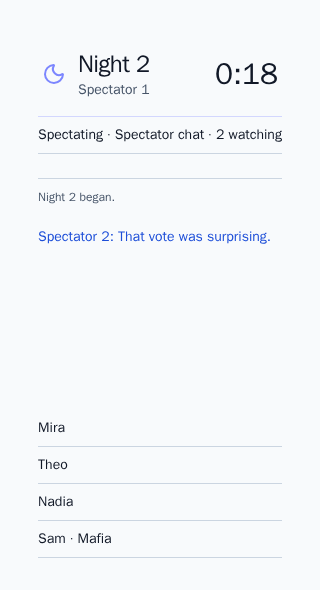 Night 2
0:18
Spectator 1
Spectating · Spectator chat · 2 watching
Night 2 began.
Spectator 2: That vote was surprising.
Mira
Theo
Nadia
Sam · Mafia